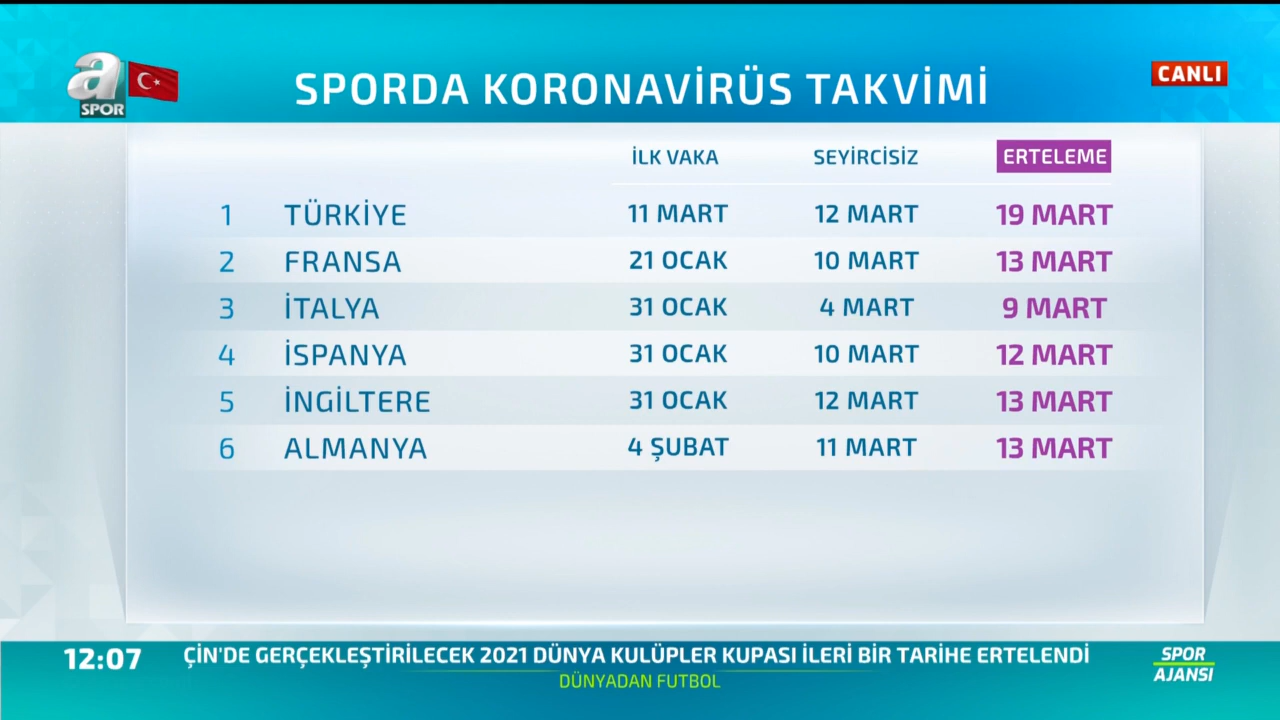 a SPOR
SPORDA KORONAVİRÜS TAKVİMİ
CANLI
İLK VAKA SEYİRCİSİZ ERTELEME
1 TÜRKİYE 11 MART 12 MART 19 MART
2 FRANSA 21 OCAK 10 MART 13 MART
3 İTALYA 31 OCAK 4 MART 9 MART
4 İSPANYA 31 OCAK 10 MART 12 MART
5 İNGİLTERE 31 OCAK 12 MART 13 MART
6 ALMANYA 4 ŞUBAT 11 MART 13 MART
12:07 ÇİN'DE GERÇEKLEŞTİRİLECEK 2021 DÜNYA KULÜPLER KUPASI İLERİ BİR TARİHE ERTELENDİ
DÜNYADAN FUTBOL
SPOR
AJANSI